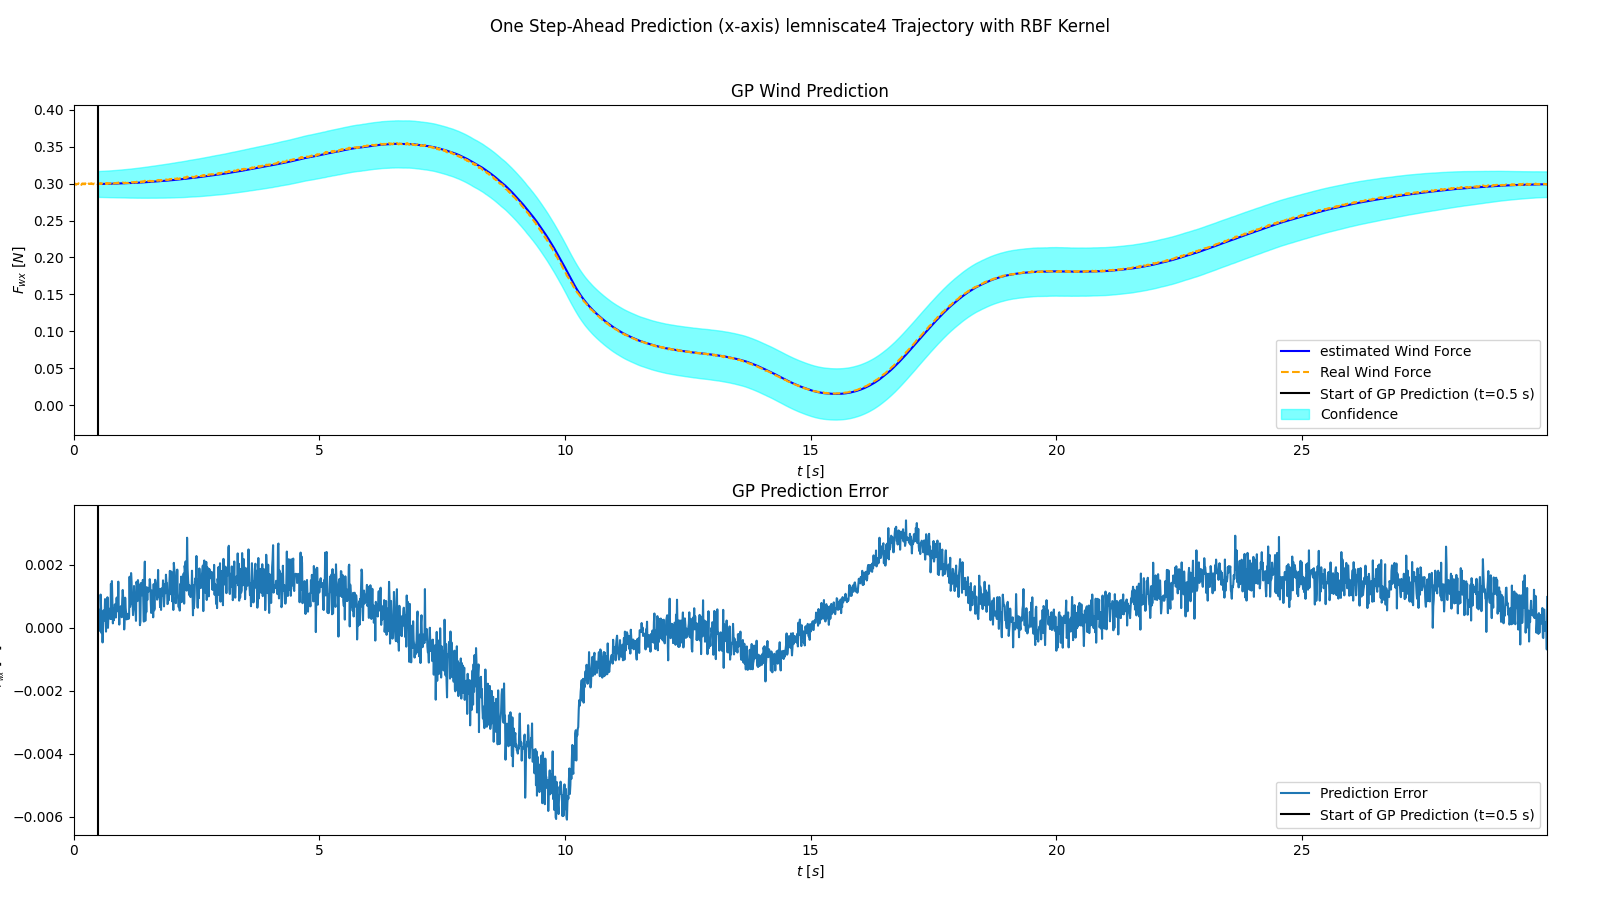 One Step-Ahead Prediction (x-axis) lemniscate4 Trajectory with RBF Kernel
GP Wind Prediction
0.40
0.35
0.30
0.25
0.20
0.15
0.10
0.05
0.00
F_wx [N]
estimated Wind Force
Real Wind Force
Start of GP Prediction (t=0.5 s)
Confidence
0 5 10 15 20 25
t [s]
GP Prediction Error
0.002
0.000
−0.002
−0.004
−0.006
Prediction Error
Start of GP Prediction (t=0.5 s)
0 5 10 15 20 25
t [s]